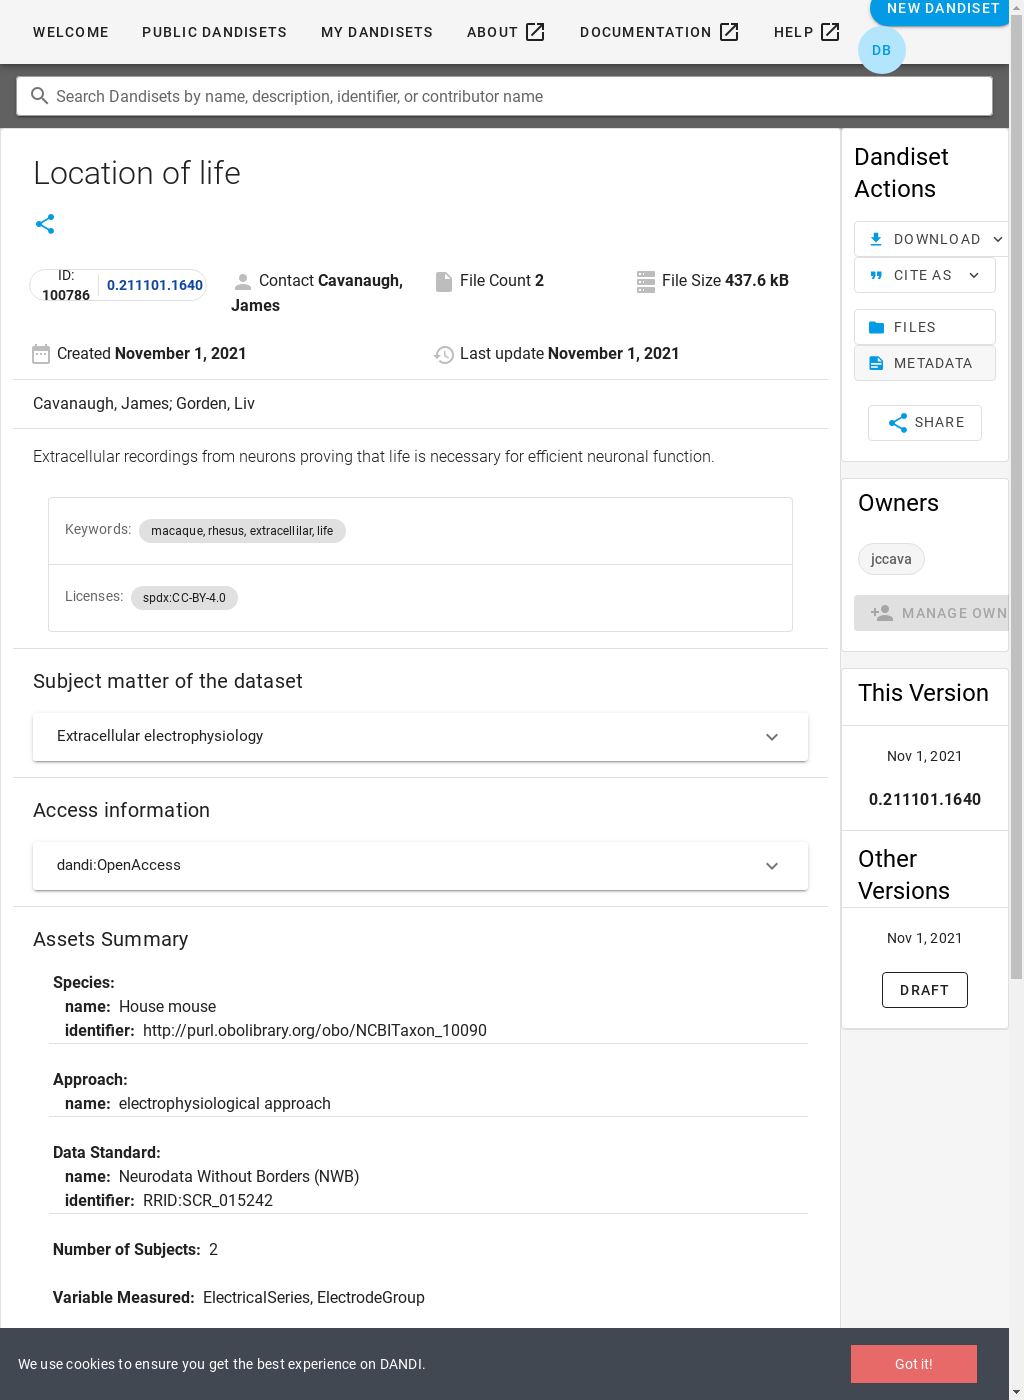 WELCOME PUBLIC DANDISETS MY DANDISETS ABOUT DOCUMENTATION HELP NEW DANDISET
DB
Search Dandisets by name, description, identifier, or contributor name
Location of life
ID:
100786 0.211101.1640
Contact Cavanaugh,
James
File Count 2
File Size 437.6 kB
Created November 1, 2021
Last update November 1, 2021
Cavanaugh, James; Gorden, Liv
Extracellular recordings from neurons proving that life is necessary for efficient neuronal function.
Keywords: macaque, rhesus, extracellilar, life
Licenses: spdx:CC-BY-4.0
Subject matter of the dataset
Extracellular electrophysiology
Access information
dandi:OpenAccess
Assets Summary
Species:
name: House mouse
identifier: http://purl.obolibrary.org/obo/NCBITaxon_10090
Approach:
name: electrophysiological approach
Data Standard:
name: Neurodata Without Borders (NWB)
identifier: RRID:SCR_015242
Number of Subjects: 2
Variable Measured: ElectricalSeries, ElectrodeGroup
Dandiset
Actions
DOWNLOAD
CITE AS
FILES
METADATA
SHARE
Owners
jccava
MANAGE OWN
This Version
Nov 1, 2021
0.211101.1640
Other
Versions
Nov 1, 2021
DRAFT
We use cookies to ensure you get the best experience on DANDI.
Got it!